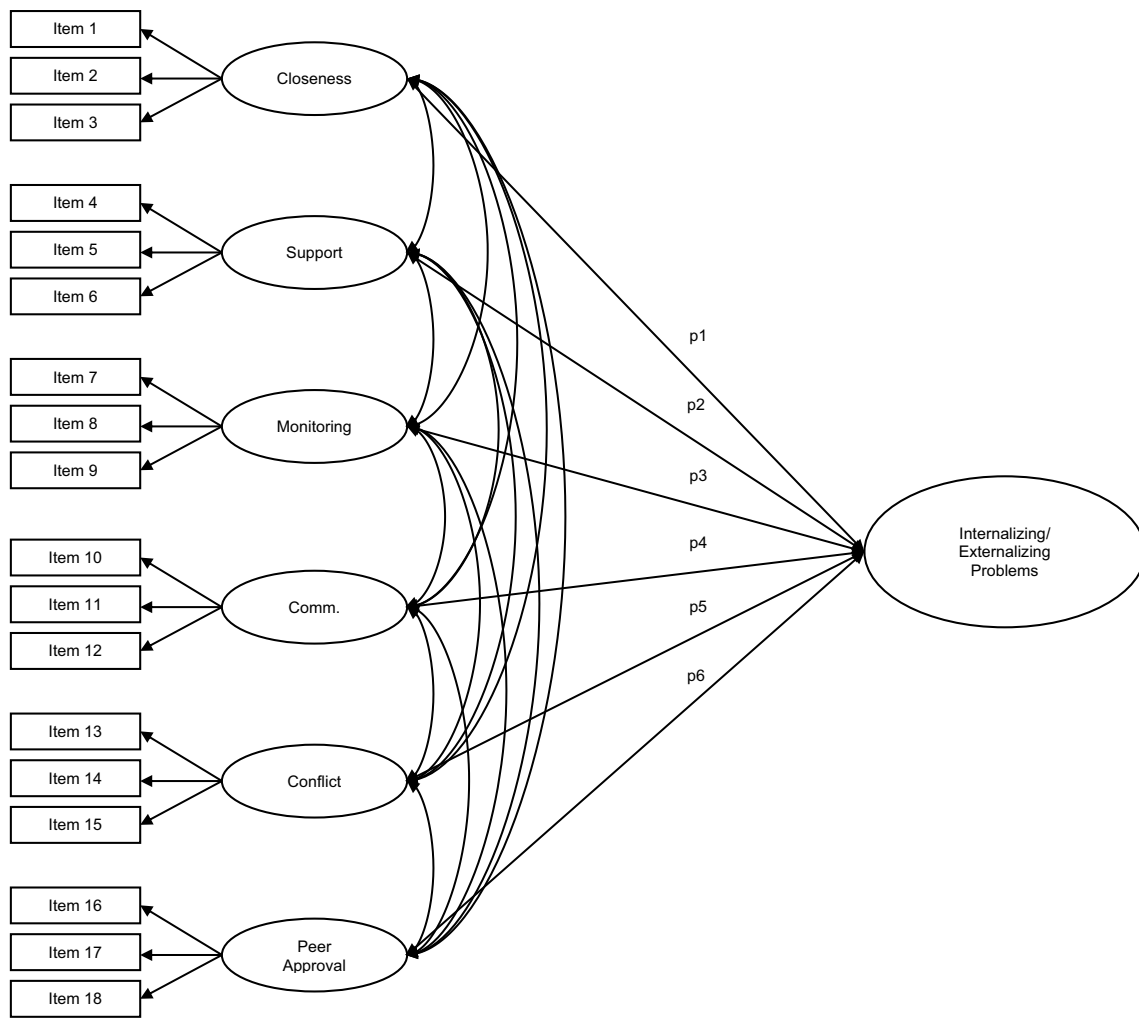 Item 1
Item 2
Item 3
Closeness
Item 4
Item 5
Item 6
Support
Item 7
Item 8
Item 9
Monitoring
Item 10
Item 11
Item 12
Comm.
Item 13
Item 14
Item 15
Conflict
Item 16
Item 17
Item 18
Peer
Approval
p1
p2
p3
p4
p5
p6
Internalizing/
Externalizing
Problems